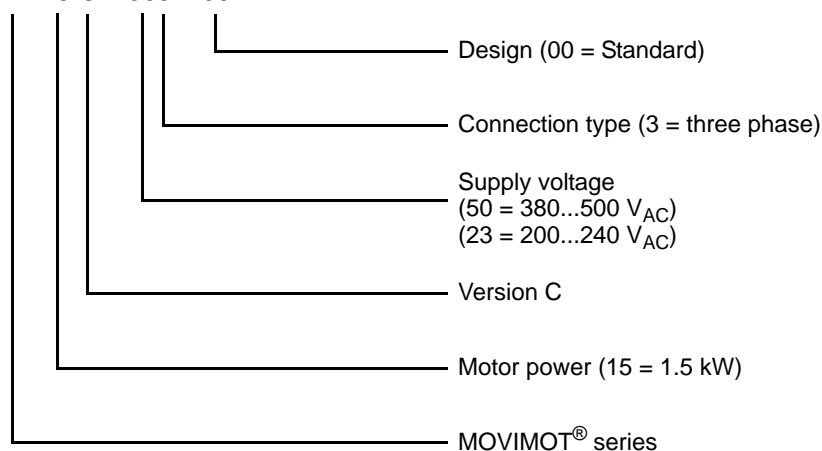 Design (00 = Standard)
Connection type (3 = three phase)
Supply voltage
(50 = 380...500 VAC)
(23 = 200...240 VAC)
Version C
Motor power (15 = 1.5 kW)
MOVIMOT® series